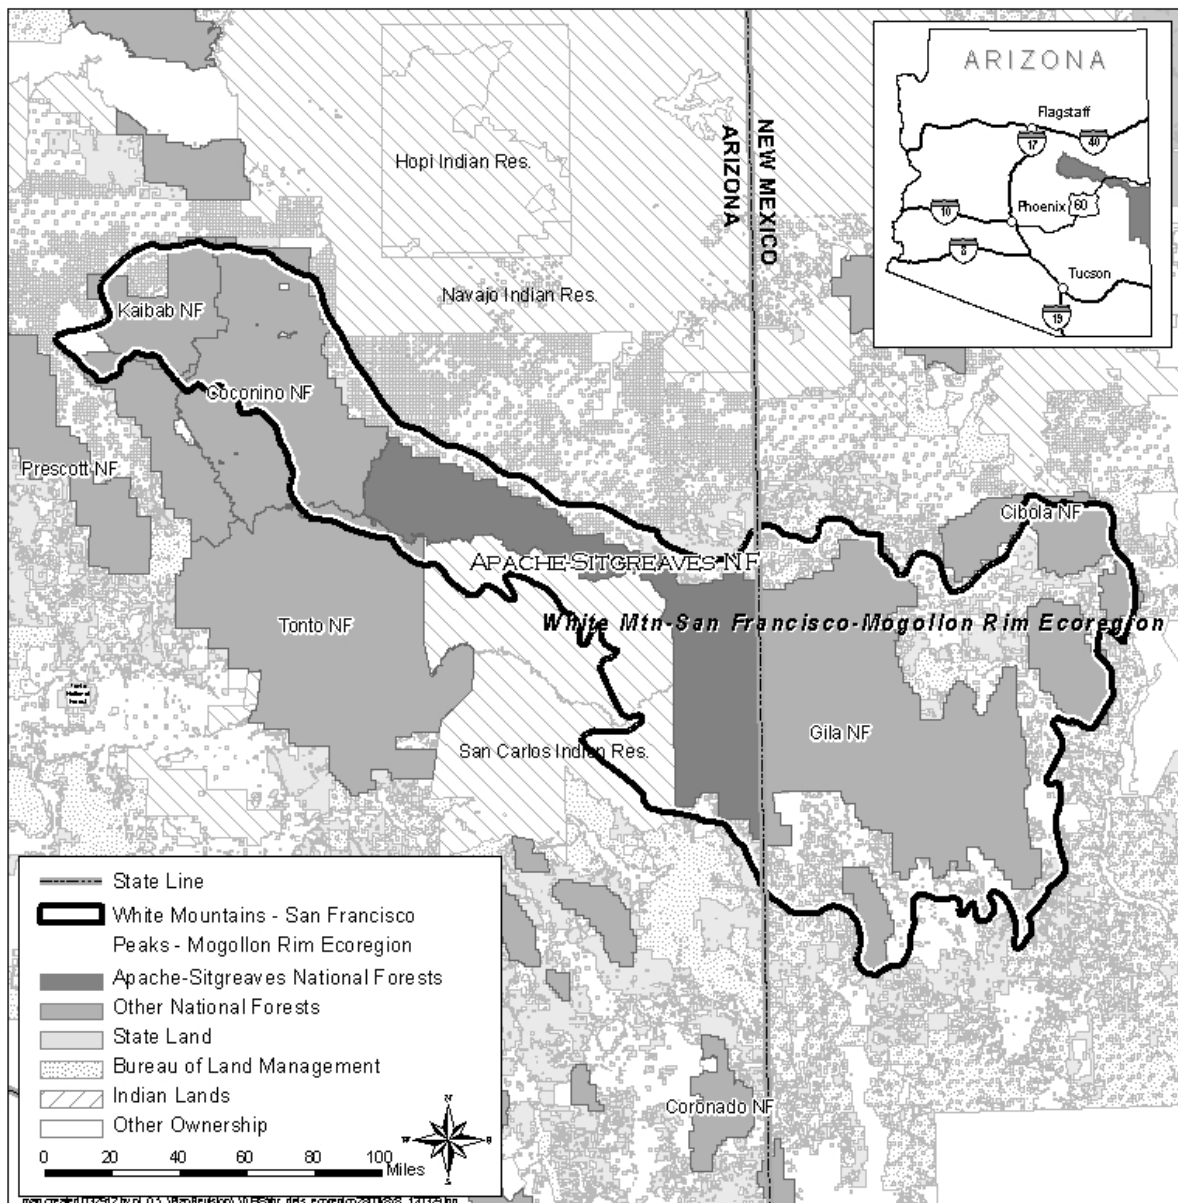 ARIZONA
Flagstaff
17
40
10
Phoenix
60
8
Tucson
19
ARIZONA
NEW MEXICO
Hopi Indian Res.
Navajo Indian Res.
Kaibab NF
Coconino NF
Prescott NF
Cibola NF
APACHE-SITGREAVES NF
White Mtn-San Francisco-Mogollon Rim Ecoregion
Tonto NF
Gila NF
San Carlos Indian Res.
Coronado NF
State Line
White Mountains - San Francisco
Peaks - Mogollon Rim Ecoregion
Apache-Sitgreaves National Forests
Other National Forests
State Land
Bureau of Land Management
Indian Lands
Other Ownership
N
W
E
S
0 20 40 60 80 100
Miles